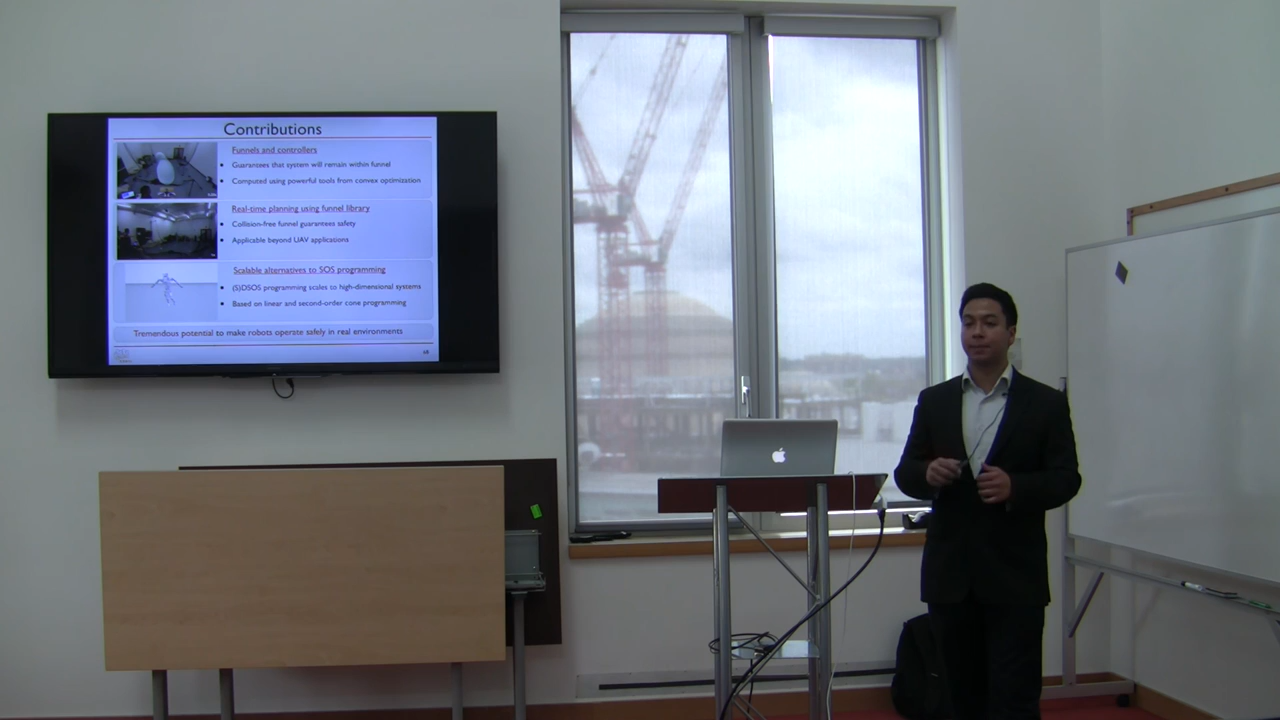 Contributions
Funnels and controllers
• Guarantees that system will remain within funnel
• Computed using powerful tools from convex optimization
Real-time planning using funnel library
• Collision-free funnel guarantees safety
• Applicable beyond UAV applications
Scalable alternatives to SOS programming
• (S)DSOS programming scales to high-dimensional systems
• Based on linear and second-order cone programming
Tremendous potential to make robots operate safely in real environments
68